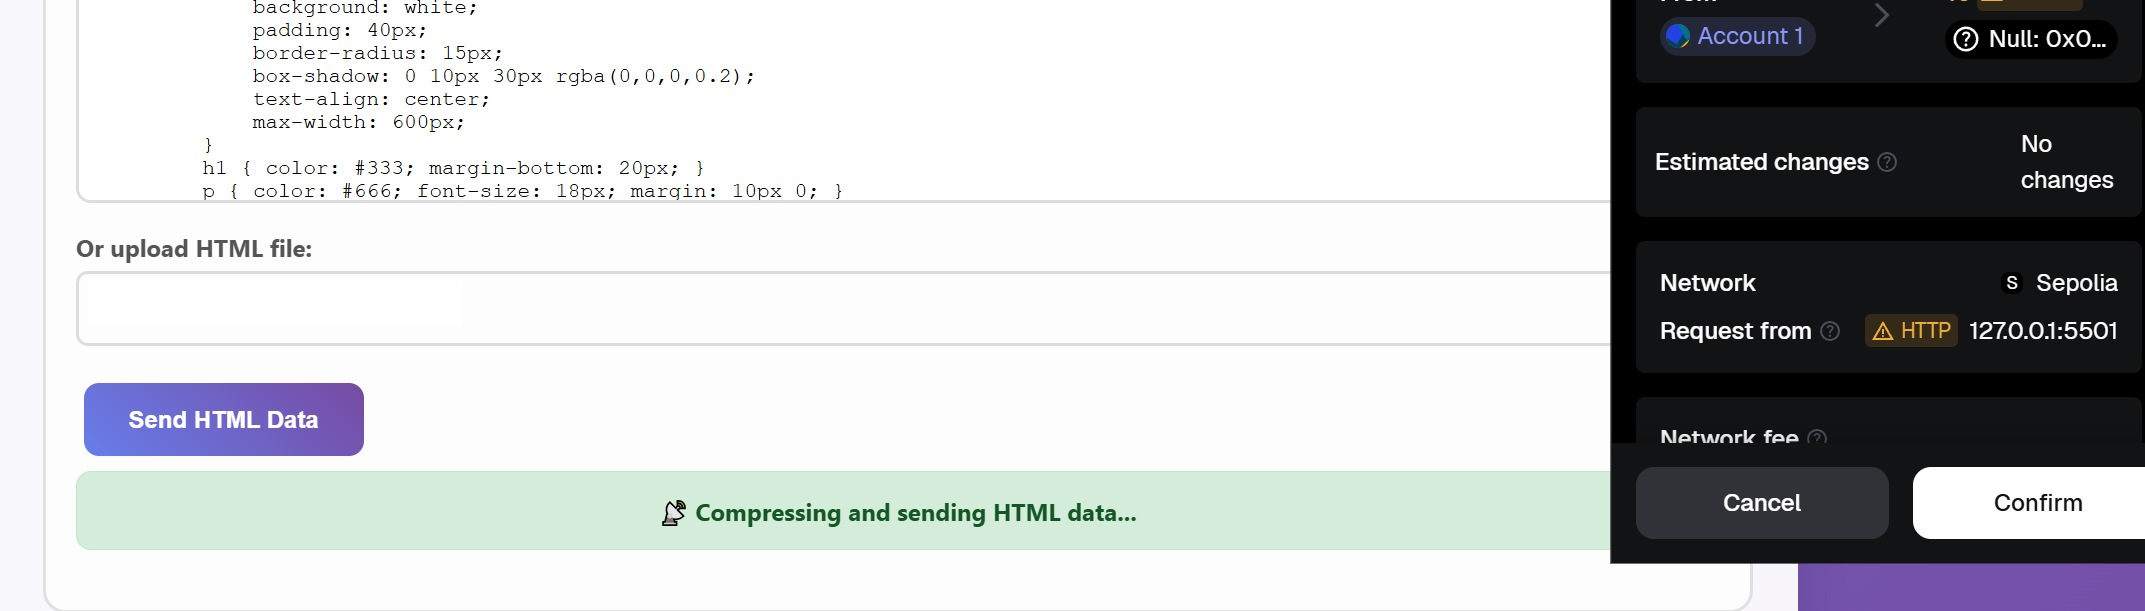 background: white;
padding: 40px;
border-radius: 15px;
box-shadow: 0 10px 30px rgba(0,0,0,0.2);
text-align: center;
max-width: 600px;
}
h1 { color: #333; margin-bottom: 20px; }
p { color: #666; font-size: 18px; margin: 10px 0; }
Or upload HTML file:
Send HTML Data
Compressing and sending HTML data...
Account 1
Null: 0x0...
Estimated changes
No
changes
Network
S Sepolia
Request from
HTTP 127.0.0.1:5501
Network fee
Cancel
Confirm